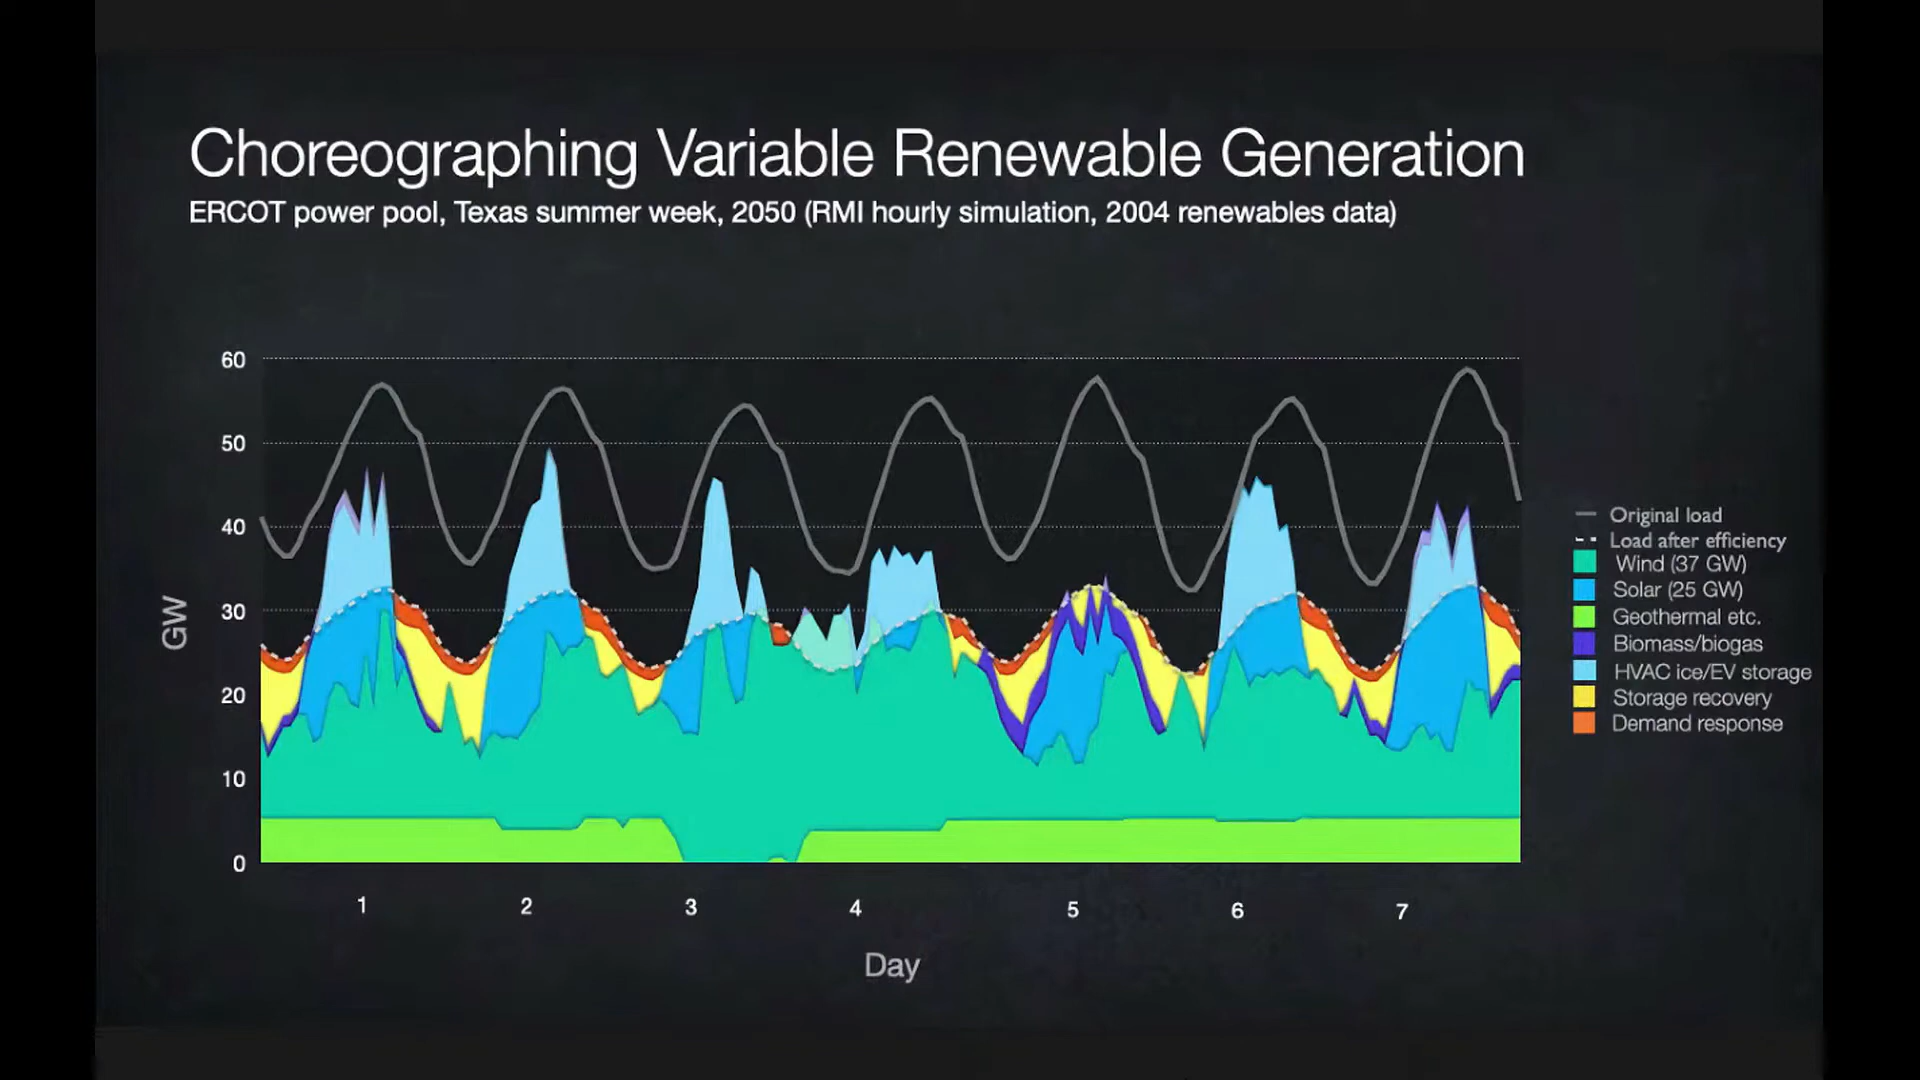 Choreographing Variable Renewable Generation
ERCOT power pool, Texas summer week, 2050 (RMI hourly simulation, 2004 renewables data)
60
50
40
30
20
10
0
GW
1 2 3 4 5 6 7
Day
Original load
Load after efficiency
Wind (37 GW)
Solar (25 GW)
Geothermal etc.
Biomass/biogas
HVAC ice/EV storage
Storage recovery
Demand response